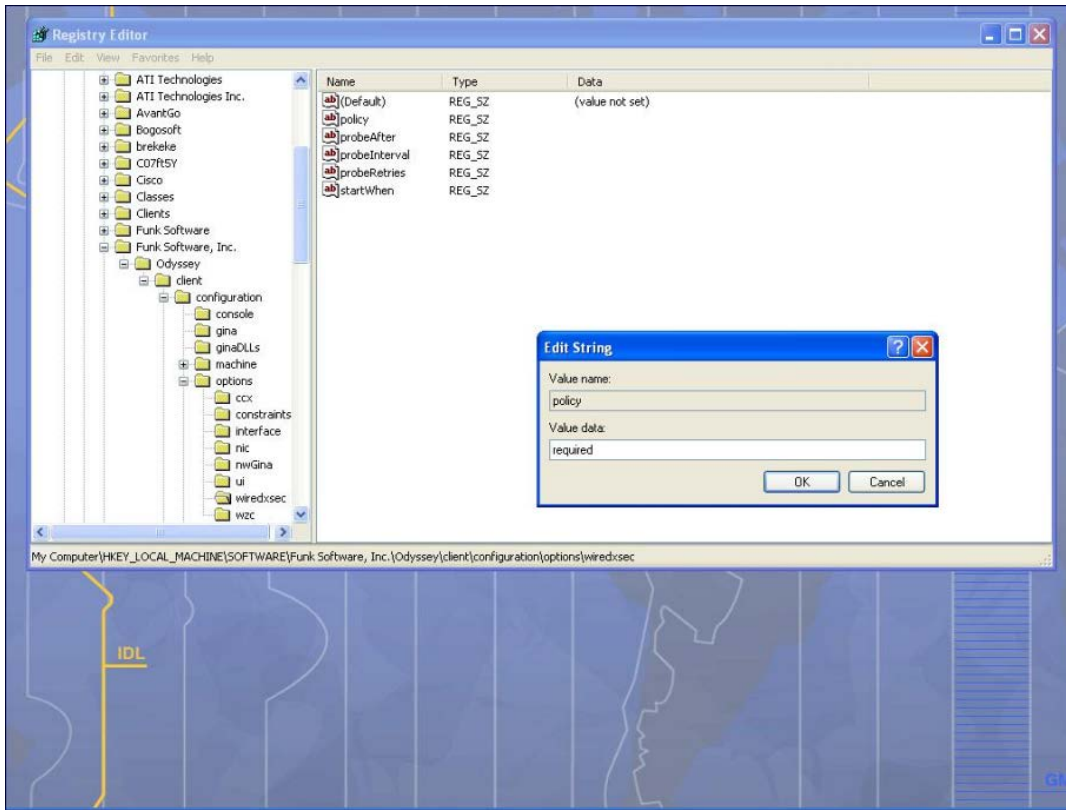 Registry Editor
File Edit View Favorites Help
ATI Technologies
ATI Technologies Inc.
AvantGo
Bogosoft
brekeke
C07ft5Y
Cisco
Classes
Clients
Funk Software
Funk Software, Inc.
Odyssey
client
configuration
console
gina
ginaDLLs
machine
options
ccx
constraints
interface
nic
nwGina
ui
wiredxsec
wzc
Name Type Data
(Default) REG_SZ (value not set)
policy REG_SZ
probeAfter REG_SZ
probeInterval REG_SZ
probeRetries REG_SZ
startWhen REG_SZ
Edit String
Value name:
policy
Value data:
required
OK Cancel
My Computer\HKEY_LOCAL_MACHINE\SOFTWARE\Funk Software, Inc.\Odyssey\client\configuration\options\wiredxsec
IDL